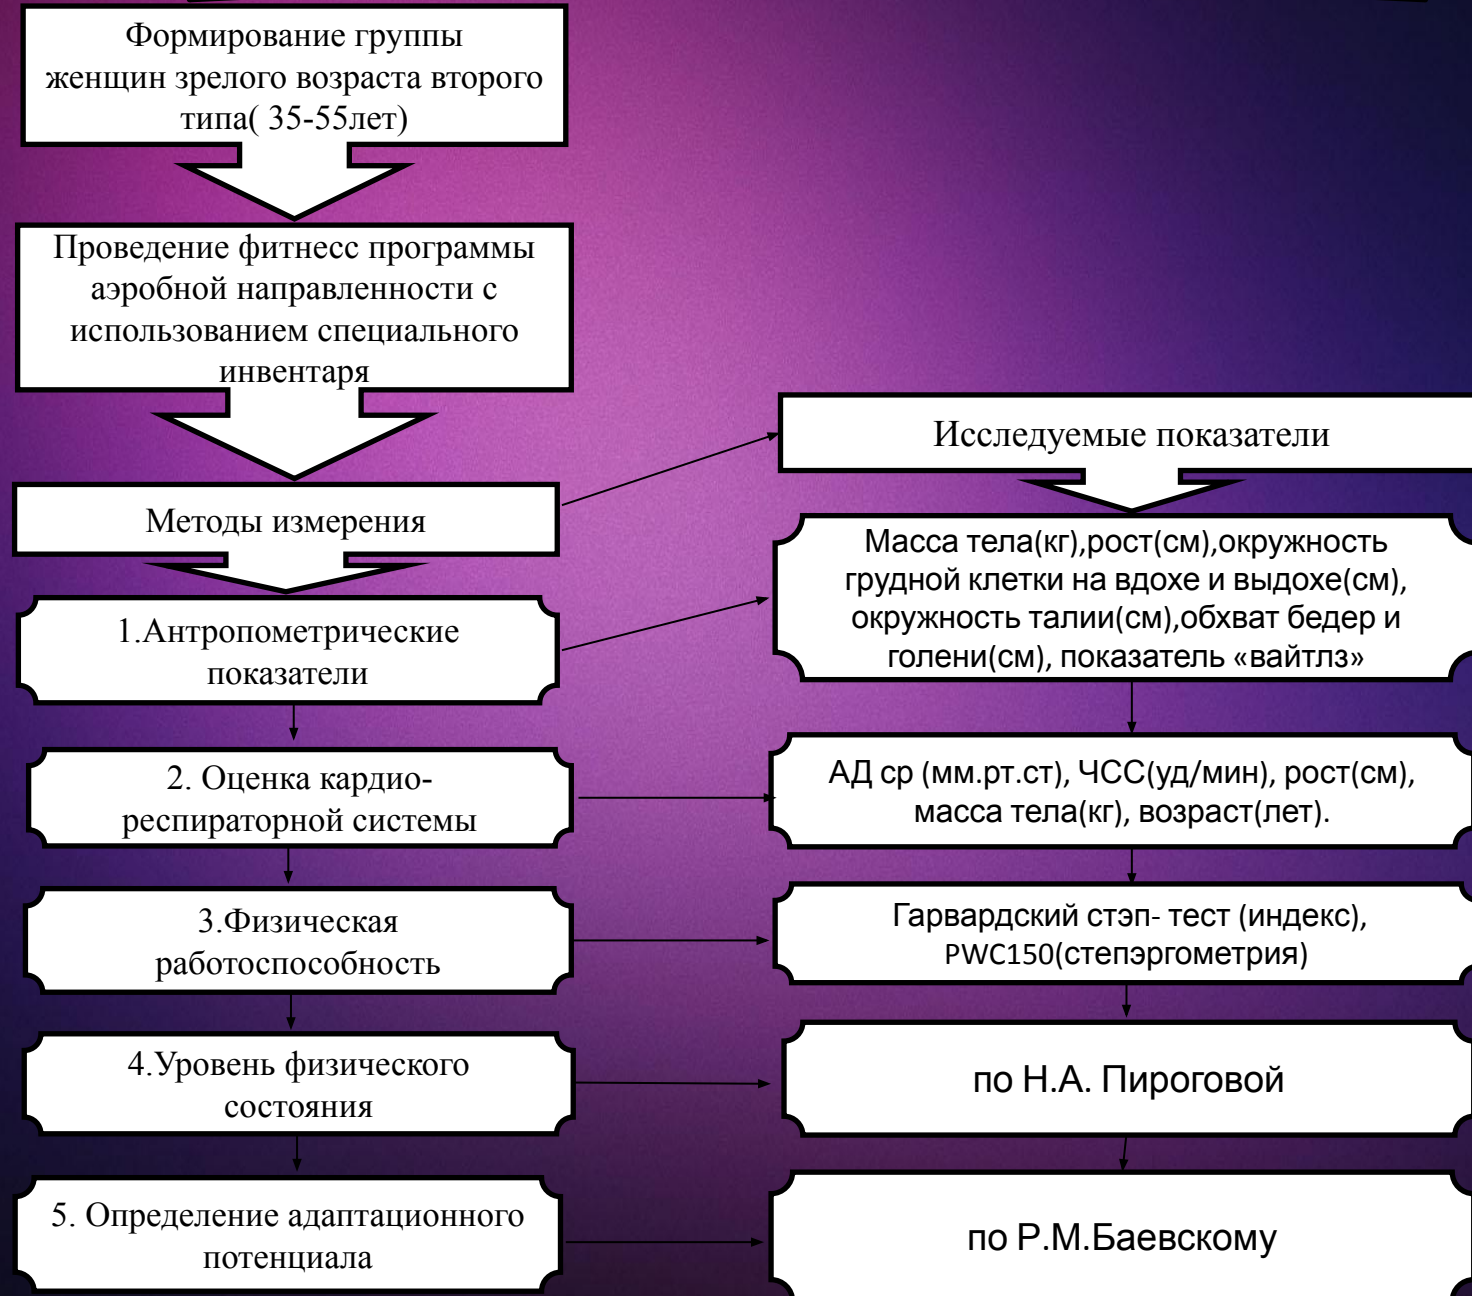 Формирование группы
женщин зрелого возраста второго
типа( 35-55лет)
Проведение фитнесс программы
аэробной направленности с
использованием специального
инвентаря
Методы измерения
1.Антропометрические
показатели
2. Оценка кардио-
респираторной системы
3.Физическая
работоспособность
4.Уровень физического
состояния
5. Определение адаптационного
потенциала
Исследуемые показатели
Масса тела(кг),рост(см),окружность
грудной клетки на вдохе и выдохе(см),
окружность талии(см),обхват бедер и
голени(см), показатель «вайтлз»
АД ср (мм.рт.ст), ЧСС(уд/мин), рост(см),
масса тела(кг), возраст(лет).
Гарвардский стэп- тест (индекс),
PWC150(степэргометрия)
по Н.А. Пироговой
по Р.М.Баевскому